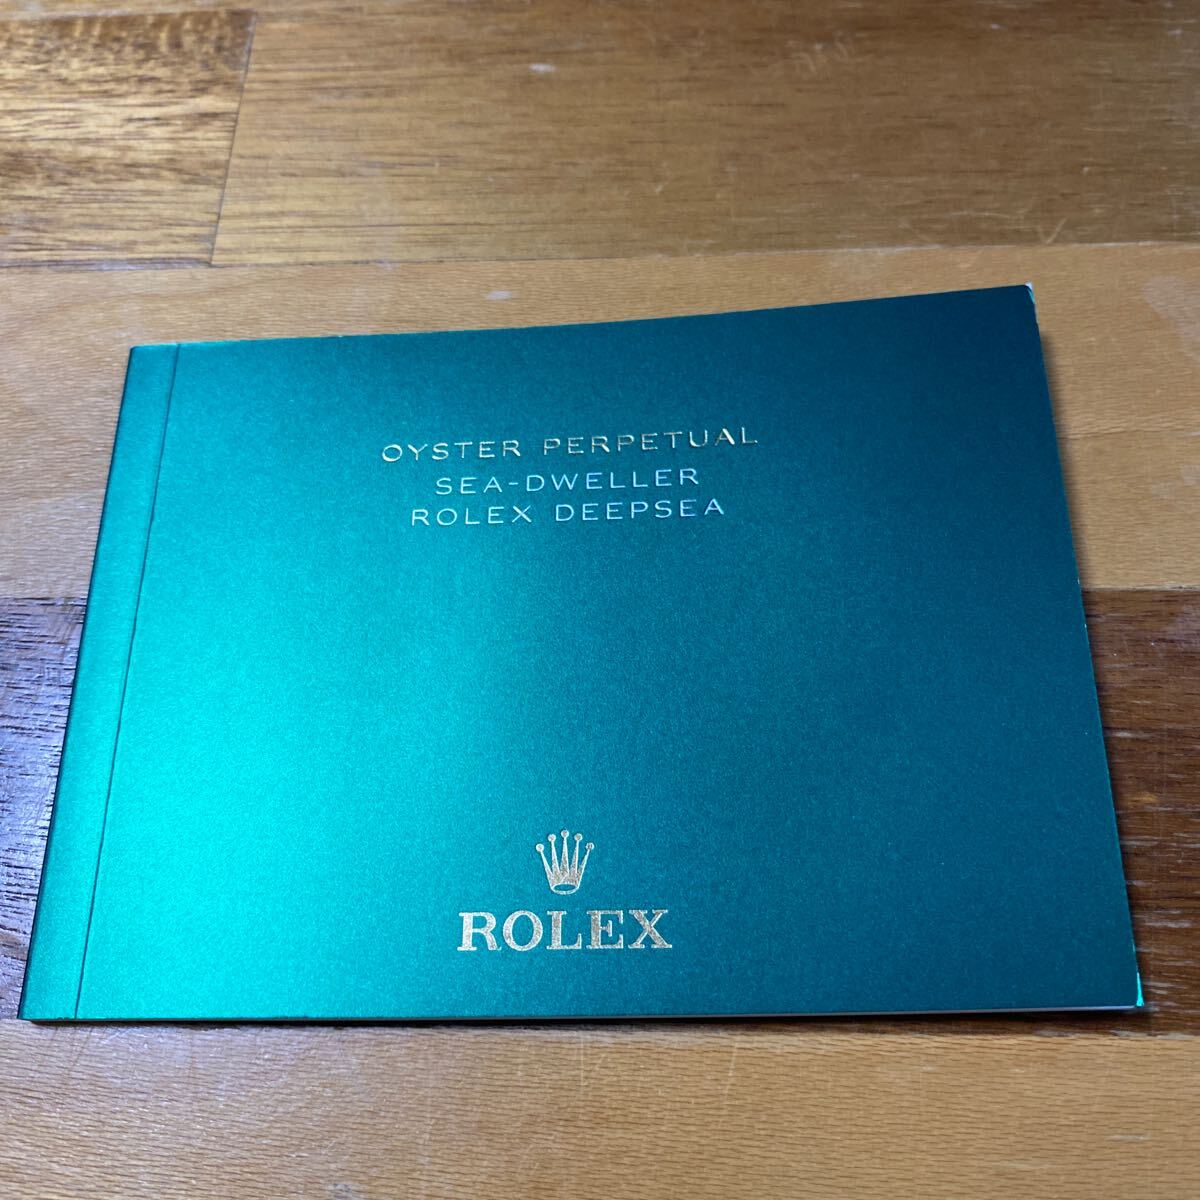 OYSTER PERPETUAL
SEA-DWELLER
ROLEX DEEPSEA
ROLEX